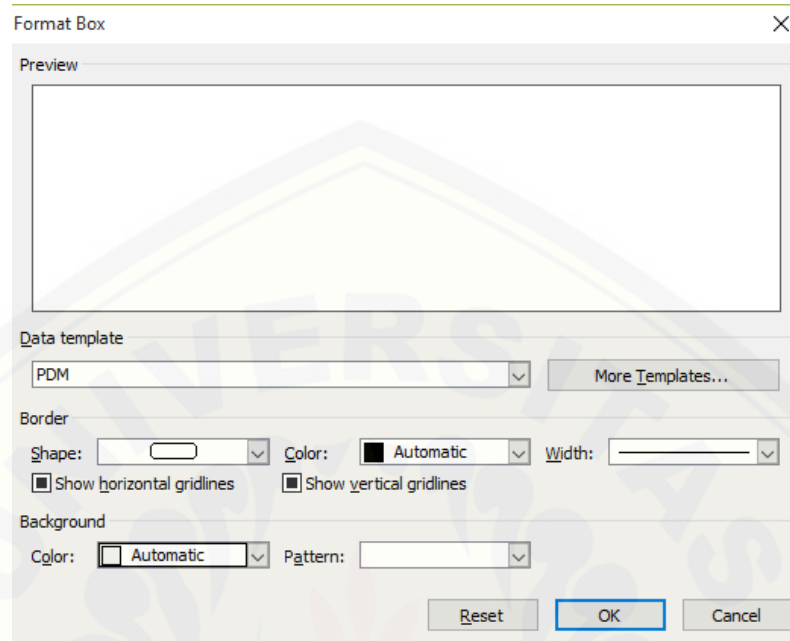 Format Box
Preview
Data template
PDM More Templates...
Border
Shape: Color: Automatic Width:
Show horizontal gridlines Show vertical gridlines
Background
Color: Automatic Pattern:
Reset OK Cancel
UNIVERSITAS